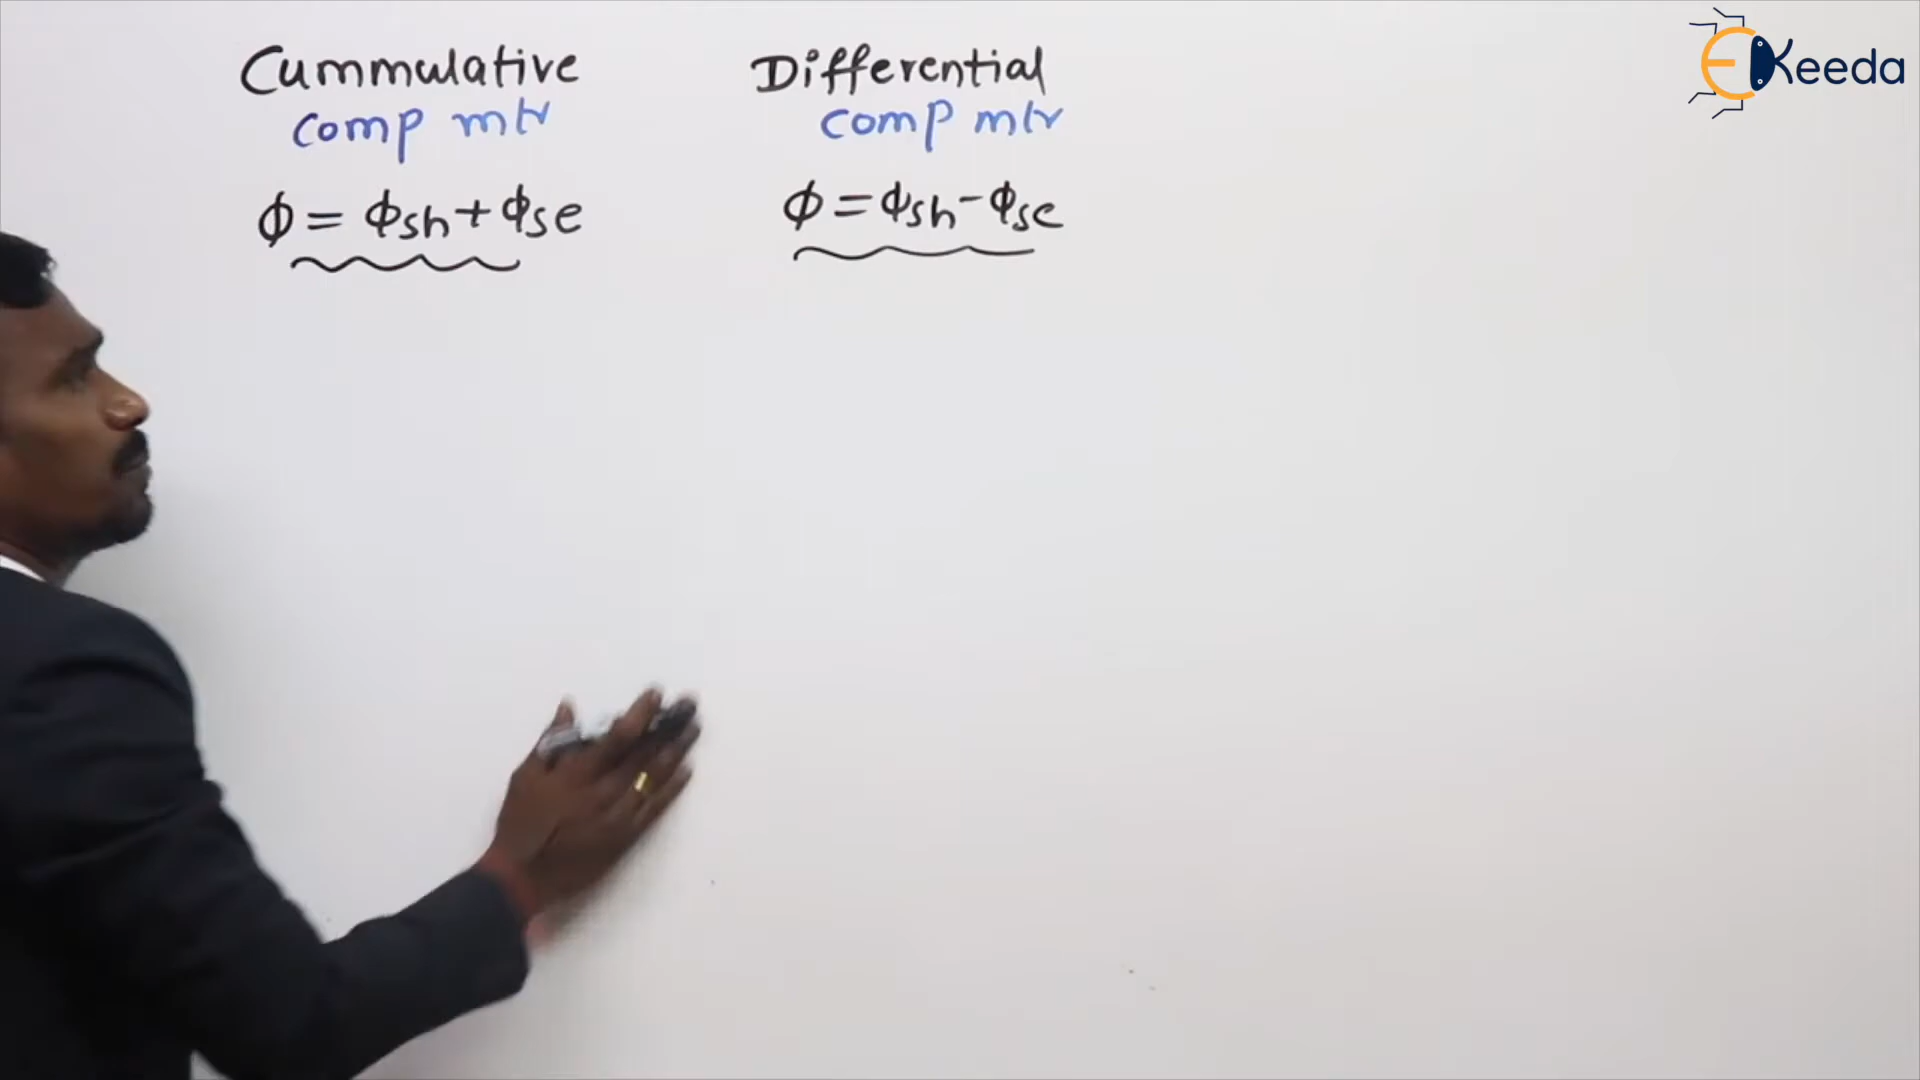 Cummulative
comp mtr
ϕ = ϕsh + ϕse
Differential
comp mtr
ϕ = ϕsh - ϕse
EKeeda